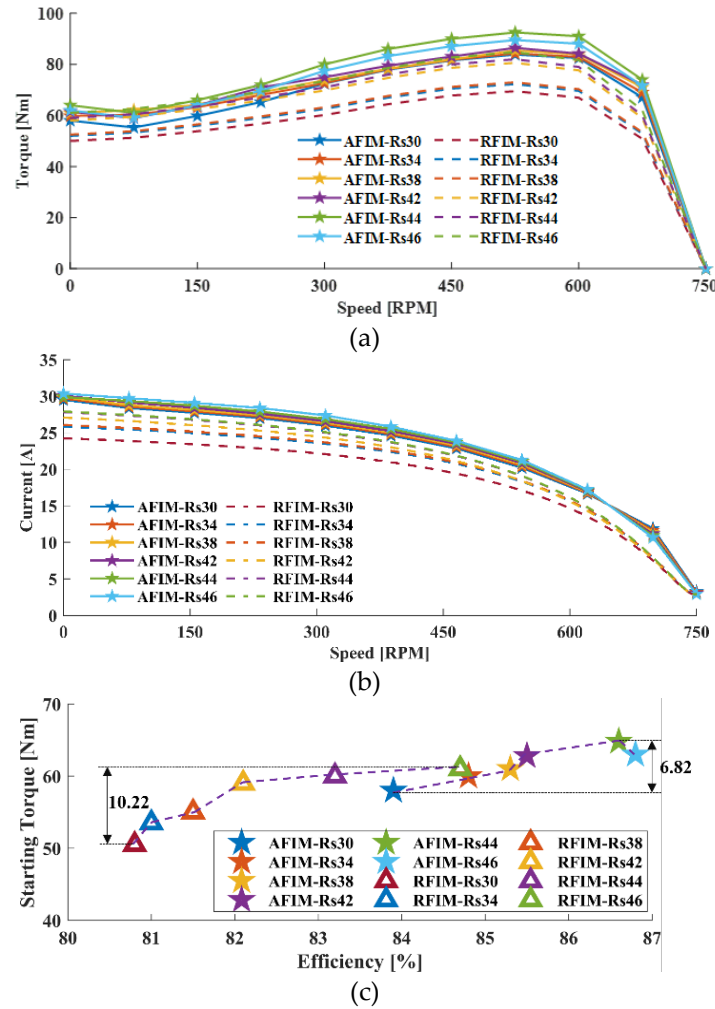 100
80
60
40
20
0
Torque [Nm]
AFIM-Rs30 RFIM-Rs30
AFIM-Rs34 RFIM-Rs34
AFIM-Rs38 RFIM-Rs38
AFIM-Rs42 RFIM-Rs42
AFIM-Rs44 RFIM-Rs44
AFIM-Rs46 RFIM-Rs46
0 150 300 450 600 750
Speed [RPM]
(a)
35
30
25
20
15
10
5
0
Current [A]
AFIM-Rs30 RFIM-Rs30
AFIM-Rs34 RFIM-Rs34
AFIM-Rs38 RFIM-Rs38
AFIM-Rs42 RFIM-Rs42
AFIM-Rs44 RFIM-Rs44
AFIM-Rs46 RFIM-Rs46
0 150 300 450 600 750
Speed [RPM]
(b)
70
60
50
40
Starting Torque [Nm]
10.22
6.82
AFIM-Rs30 AFIM-Rs44 RFIM-Rs38
AFIM-Rs34 AFIM-Rs46 RFIM-Rs42
AFIM-Rs38 RFIM-Rs30 RFIM-Rs44
AFIM-Rs42 RFIM-Rs34 RFIM-Rs46
80 81 82 83 84 85 86 87
Efficiency [%]
(c)